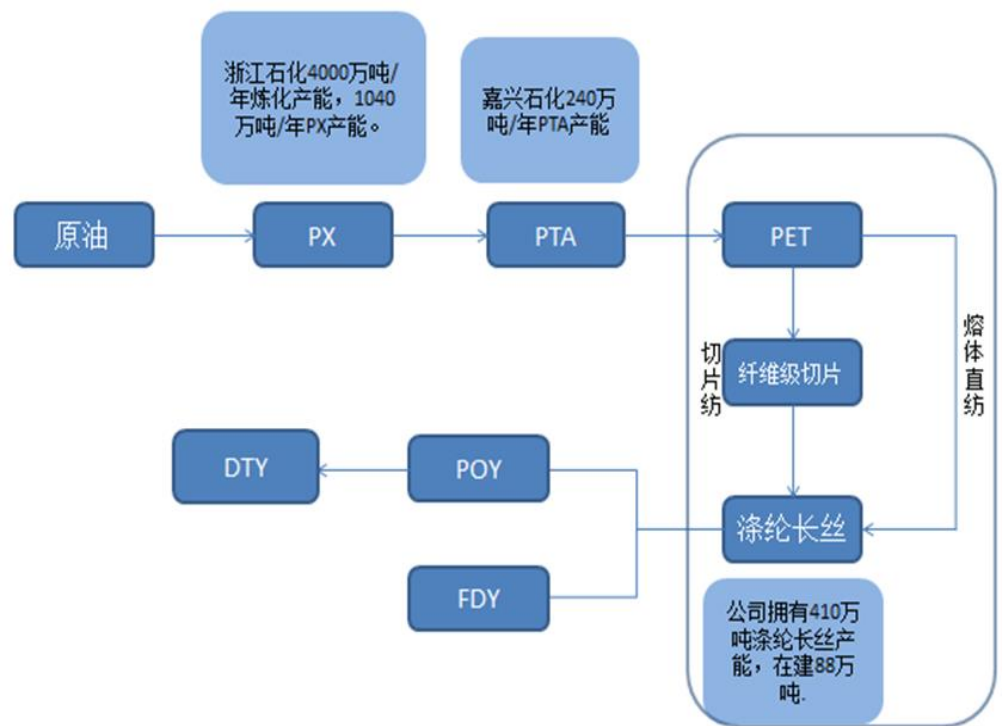 浙江石化4000万吨/
年炼化产能，1040
万吨/年PX产能。
嘉兴石化240万
吨/年PTA产能
原油
PX
PTA
PET
切片纺
纤维级切片
熔体直纺
DTY
POY
涤纶长丝
FDY
公司拥有410万
吨涤纶长丝产
能，在建88万
吨.